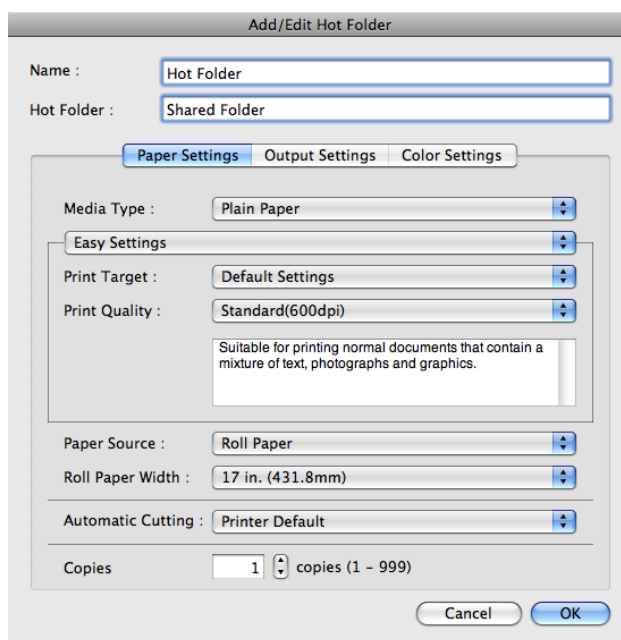 Add/Edit Hot Folder
Name : Hot Folder
Hot Folder : Shared Folder
Paper Settings Output Settings Color Settings
Media Type : Plain Paper
Easy Settings
Print Target : Default Settings
Print Quality : Standard(600dpi)
Suitable for printing normal documents that contain a
mixture of text, photographs and graphics.
Paper Source : Roll Paper
Roll Paper Width : 17 in. (431.8mm)
Automatic Cutting : Printer Default
Copies 1 copies (1 – 999)
Cancel OK